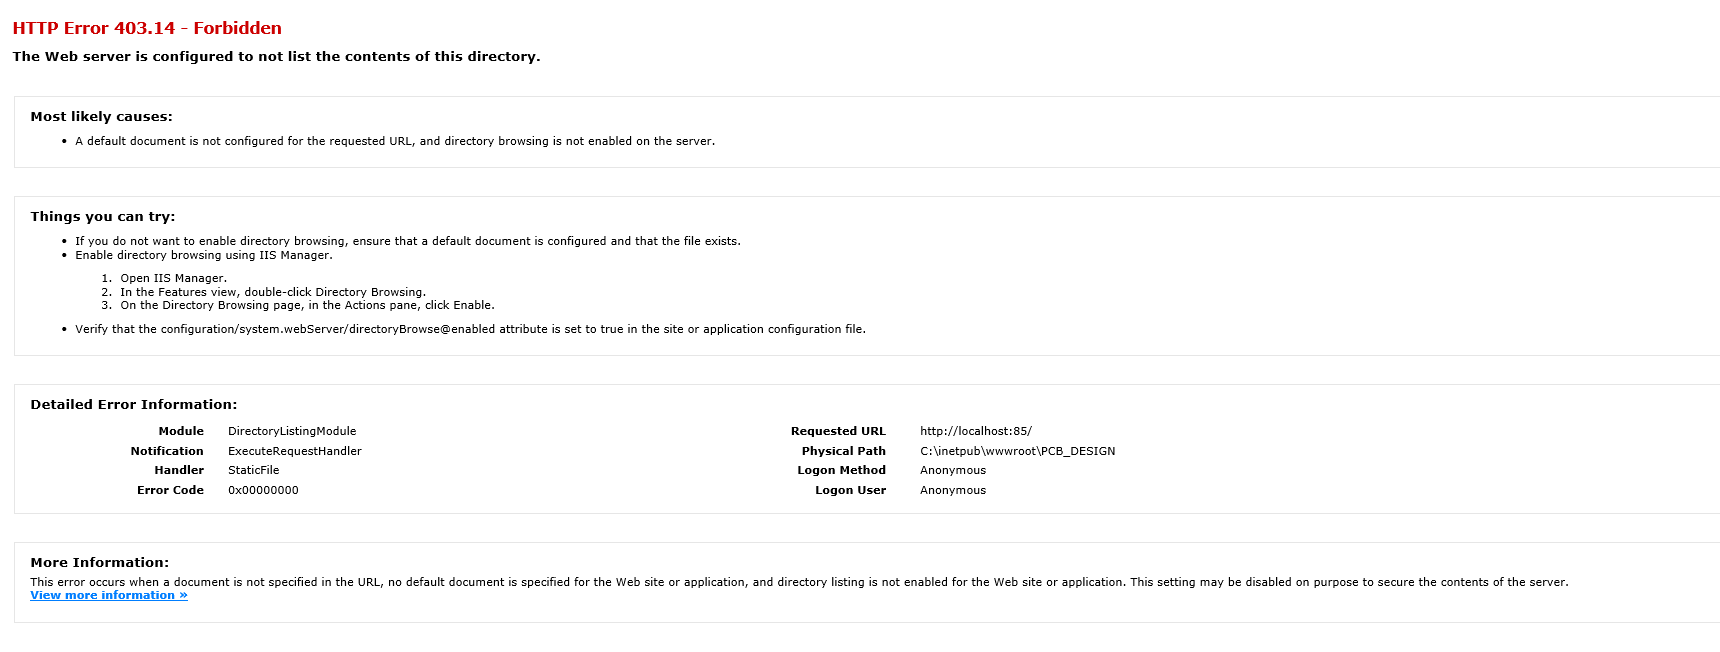 HTTP Error 403.14 - Forbidden
The Web server is configured to not list the contents of this directory.
Most likely causes:
• A default document is not configured for the requested URL, and directory browsing is not enabled on the server.
Things you can try:
• If you do not want to enable directory browsing, ensure that a default document is configured and that the file exists.
• Enable directory browsing using IIS Manager.
1. Open IIS Manager.
2. In the Features view, double-click Directory Browsing.
3. On the Directory Browsing page, in the Actions pane, click Enable.
• Verify that the configuration/system.webServer/directoryBrowse@enabled attribute is set to true in the site or application configuration file.
Detailed Error Information:
Module DirectoryListingModule
Notification ExecuteRequestHandler
Handler StaticFile
Error Code 0x00000000
Requested URL http://localhost:85/
Physical Path C:\inetpub\wwwroot\PCB_DESIGN
Logon Method Anonymous
Logon User Anonymous
More Information:
This error occurs when a document is not specified in the URL, no default document is specified for the Web site or application, and directory listing is not enabled for the Web site or application. This setting may be disabled on purpose to secure the contents of the server.
View more information »